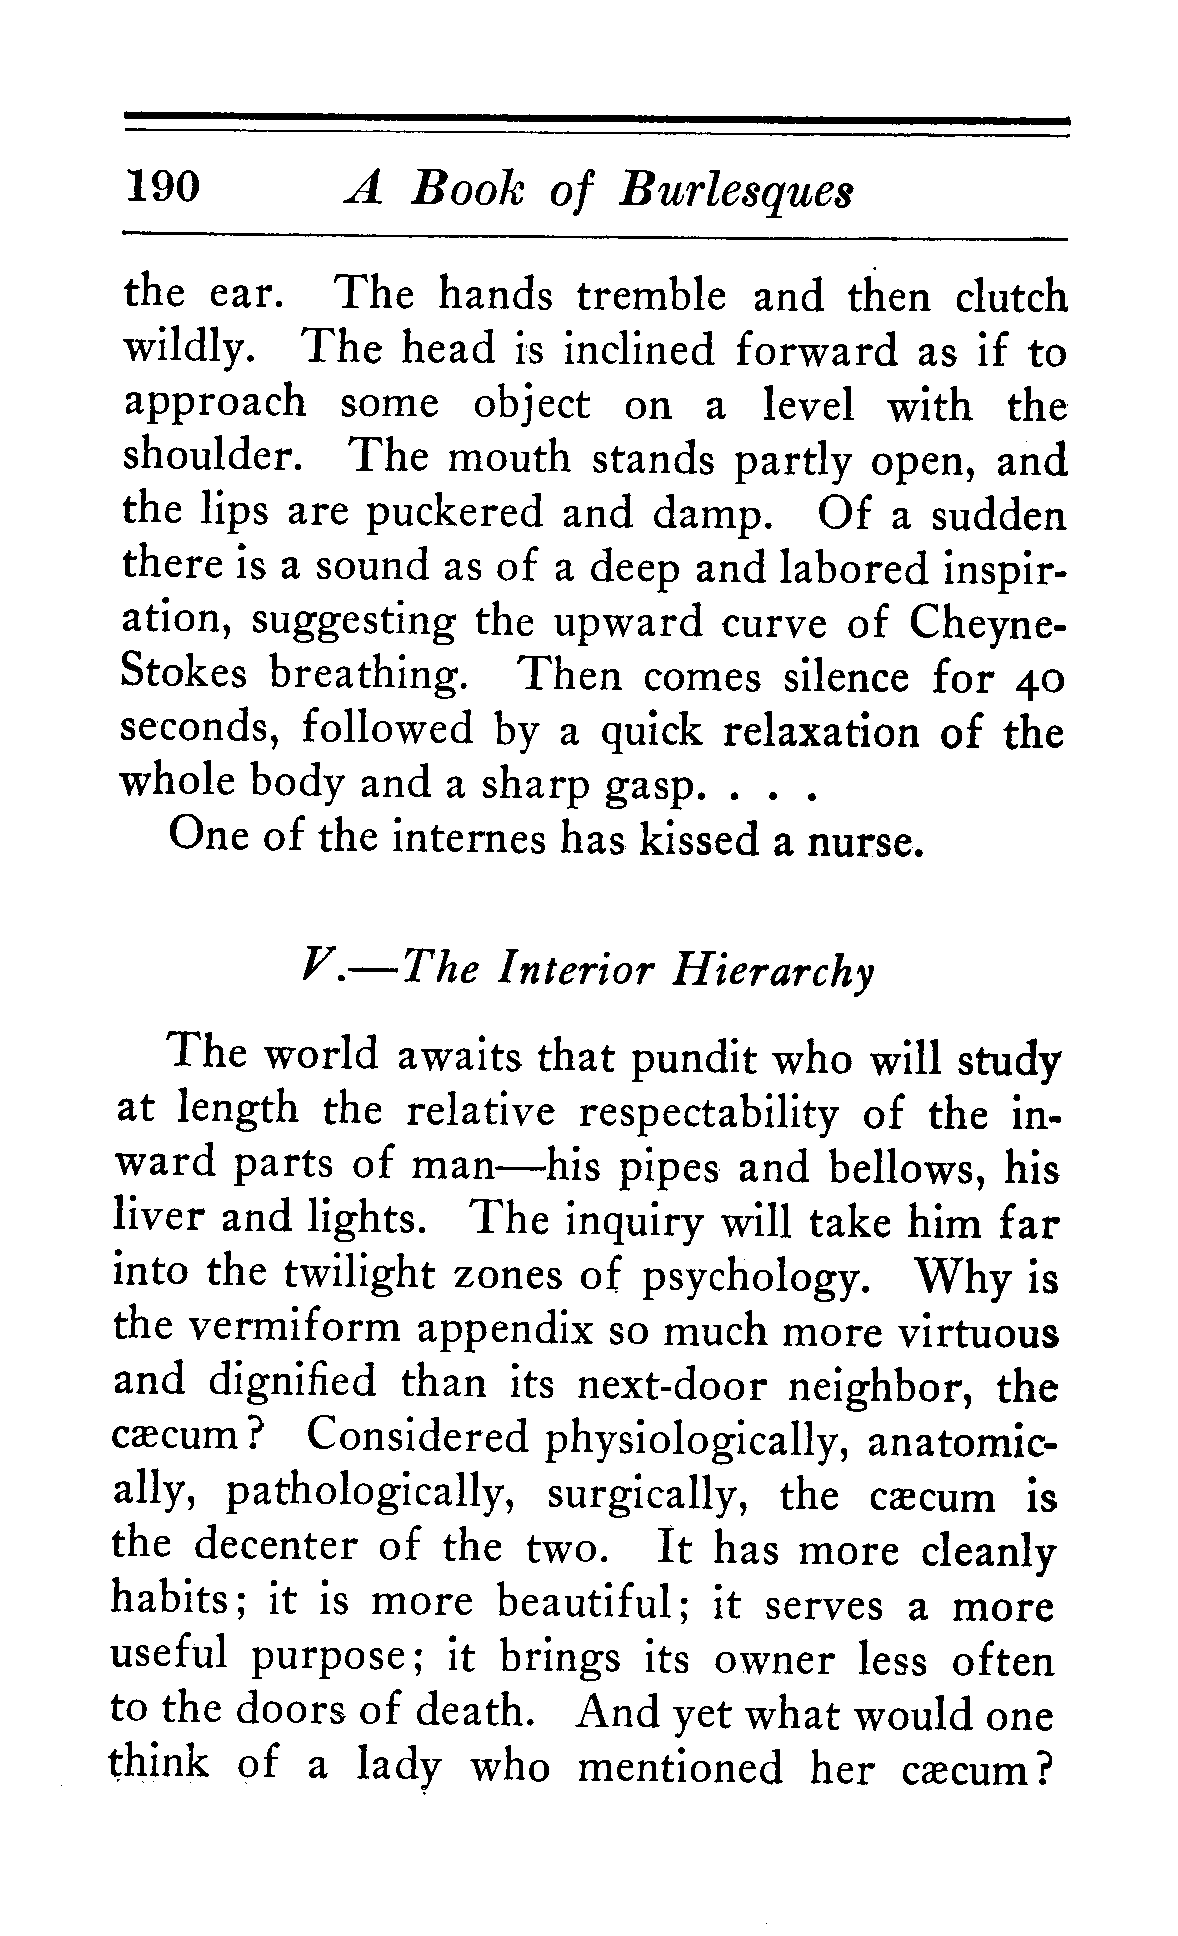 190 A Book of Burlesques
the ear. The hands tremble and then clutch
wildly. The head is inclined forward as if to
approach some object on a level with the
shoulder. The mouth stands partly open, and
the lips are puckered and damp. Of a sudden
there is a sound as of a deep and labored inspir-
ation, suggesting the upward curve of Cheyne-
Stokes breathing. Then comes silence for 40
seconds, followed by a quick relaxation of the
whole body and a sharp gasp. . . .
One of the internes has kissed a nurse.
V.—The Interior Hierarchy
The world awaits that pundit who will study
at length the relative respectability of the in-
ward parts of man—his pipes and bellows, his
liver and lights. The inquiry will take him far
into the twilight zones of psychology. Why is
the vermiform appendix so much more virtuous
and dignified than its next-door neighbor, the
cæcum? Considered physiologically, anatomic-
ally, pathologically, surgically, the cæcum is
the decenter of the two. It has more cleanly
habits; it is more beautiful; it serves a more
useful purpose; it brings its owner less often
to the doors of death. And yet what would one
think of a lady who mentioned her cæcum?